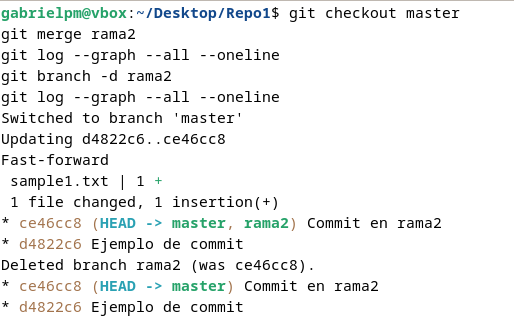 gabrielpm@vbox:~/Desktop/Repo1$ git checkout master
git merge rama2
git log --graph --all --oneline
git branch -d rama2
git log --graph --all --oneline
Switched to branch 'master'
Updating d4822c6..ce46cc8
Fast-forward
 sample1.txt | 1 +
 1 file changed, 1 insertion(+)
* ce46cc8 (HEAD -> master, rama2) Commit en rama2
* d4822c6 Ejemplo de commit
Deleted branch rama2 (was ce46cc8).
* ce46cc8 (HEAD -> master) Commit en rama2
* d4822c6 Ejemplo de commit